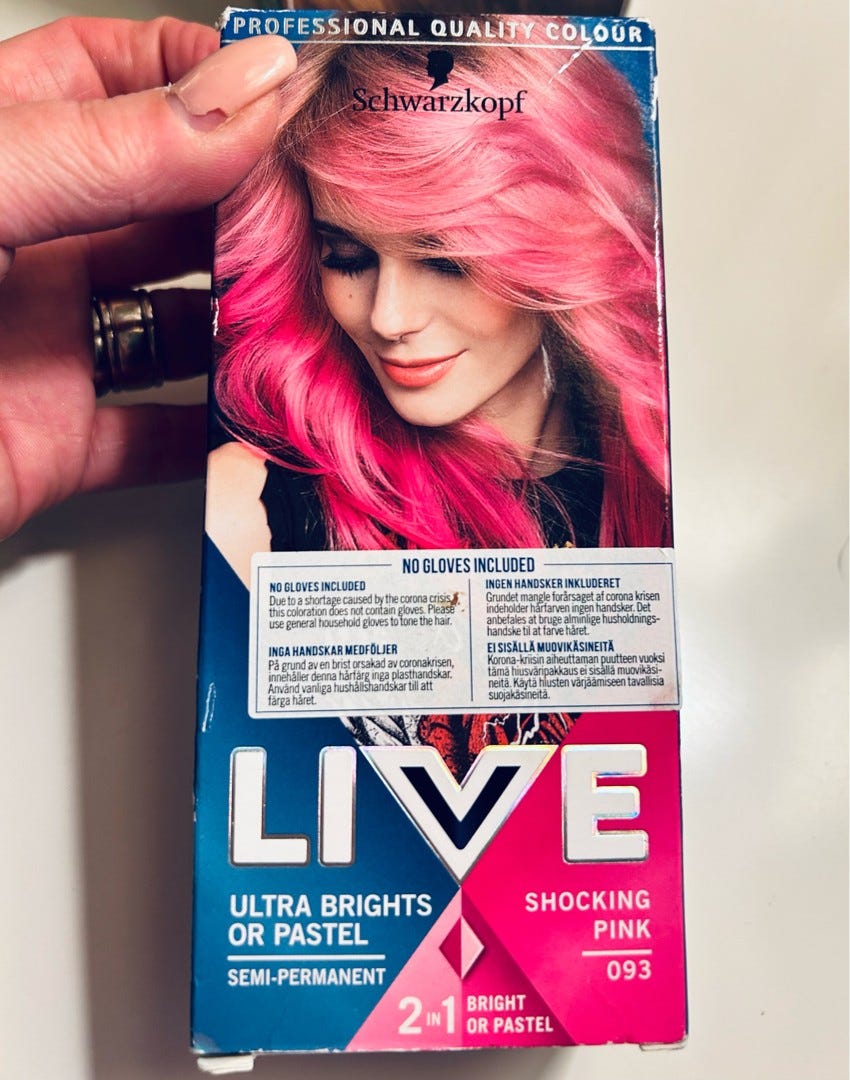 PROFESSIONAL QUALITY COLOUR
Schwarzkopf
NO GLOVES INCLUDED
NO GLOVES INCLUDED
Due to a shortage caused by the corona crisis,
this coloration does not contain gloves. Please
use general household gloves to tone the hair.
INGA HANDSKAR MEDFÖLJER
På grund av en brist orsakad av coronakrisen,
innehåller denna hårfärg inga plasthandskar.
Använd vanliga hushållshandskar till att
färga håret.
INGEN HANDSKER INKLUDERET
Grundet mangle forårsaget af corona krisen
indeholder hårfarven ingen handsker. Det
anbefales at bruge alminlige husholdnings-
handske til at farve håret.
EI SISÄLLÄ MUOVIKÄSINEITÄ
Korona-kriisin aiheuttaman puutteen vuoksi
tämä hiusväripakkaus ei sisällä muovikäsi-
neitä. Käytä hiusten värjäämiseen tavallisia
suojakäsineitä.
LIVE
ULTRA BRIGHTS
OR PASTEL
SEMI-PERMANENT
SHOCKING
PINK
093
2 IN 1 BRIGHT
OR PASTEL